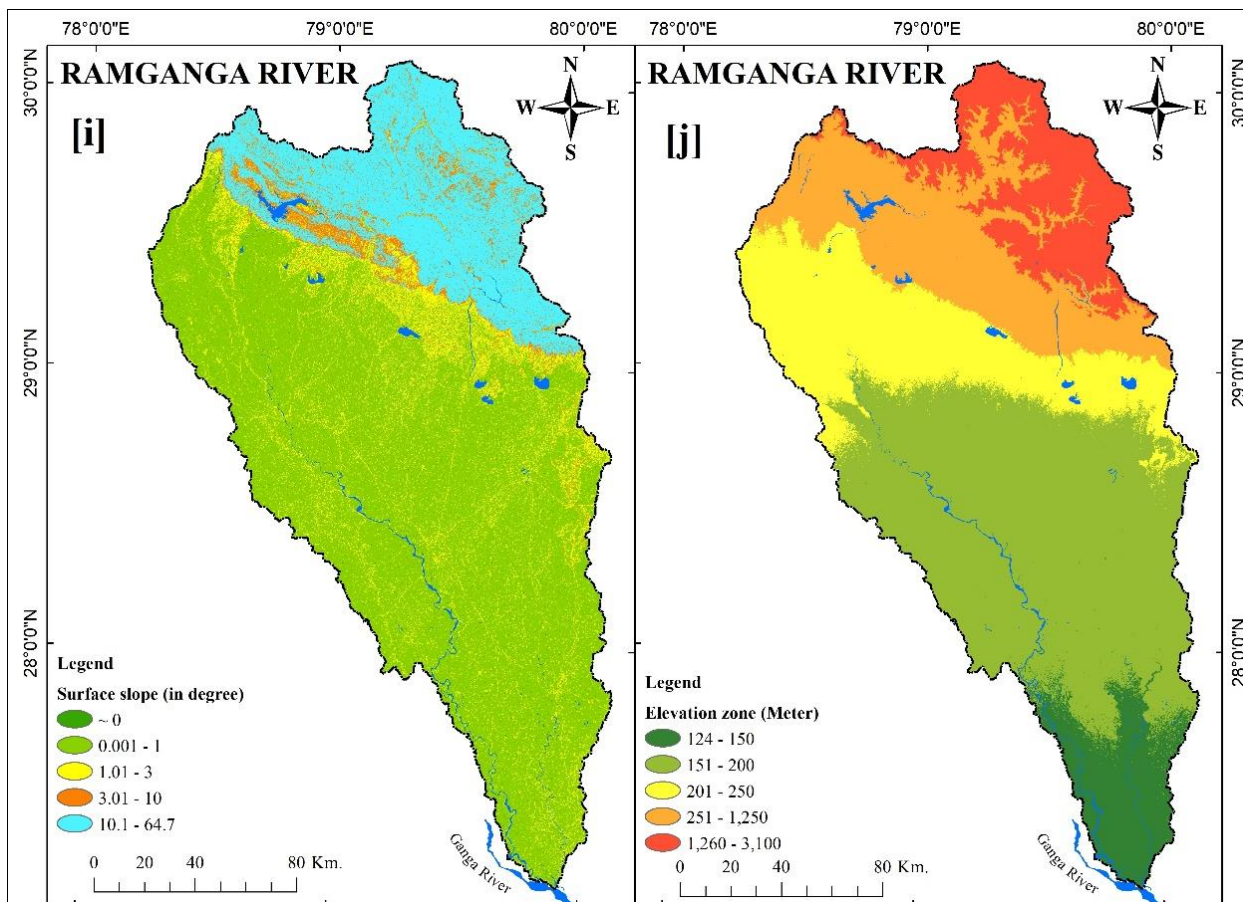 78°0'0"E
79°0'0"E
80°0'0"E
78°0'0"E
79°0'0"E
80°0'0"E
RAMGANGA RIVER
N
W
E
S
[i]
30°0'0"N
29°0'0"N
28°0'0"N
Legend
Surface slope (in degree)
~ 0
0.001 - 1
1.01 - 3
3.01 - 10
10.1 - 64.7
0 20 40 80 Km.
Ganga River
RAMGANGA RIVER
N
W
E
S
[j]
30°0'0"N
29°0'0"N
28°0'0"N
Legend
Elevation zone (Meter)
124 - 150
151 - 200
201 - 250
251 - 1,250
1,260 - 3,100
0 20 40 80 Km.
Ganga River